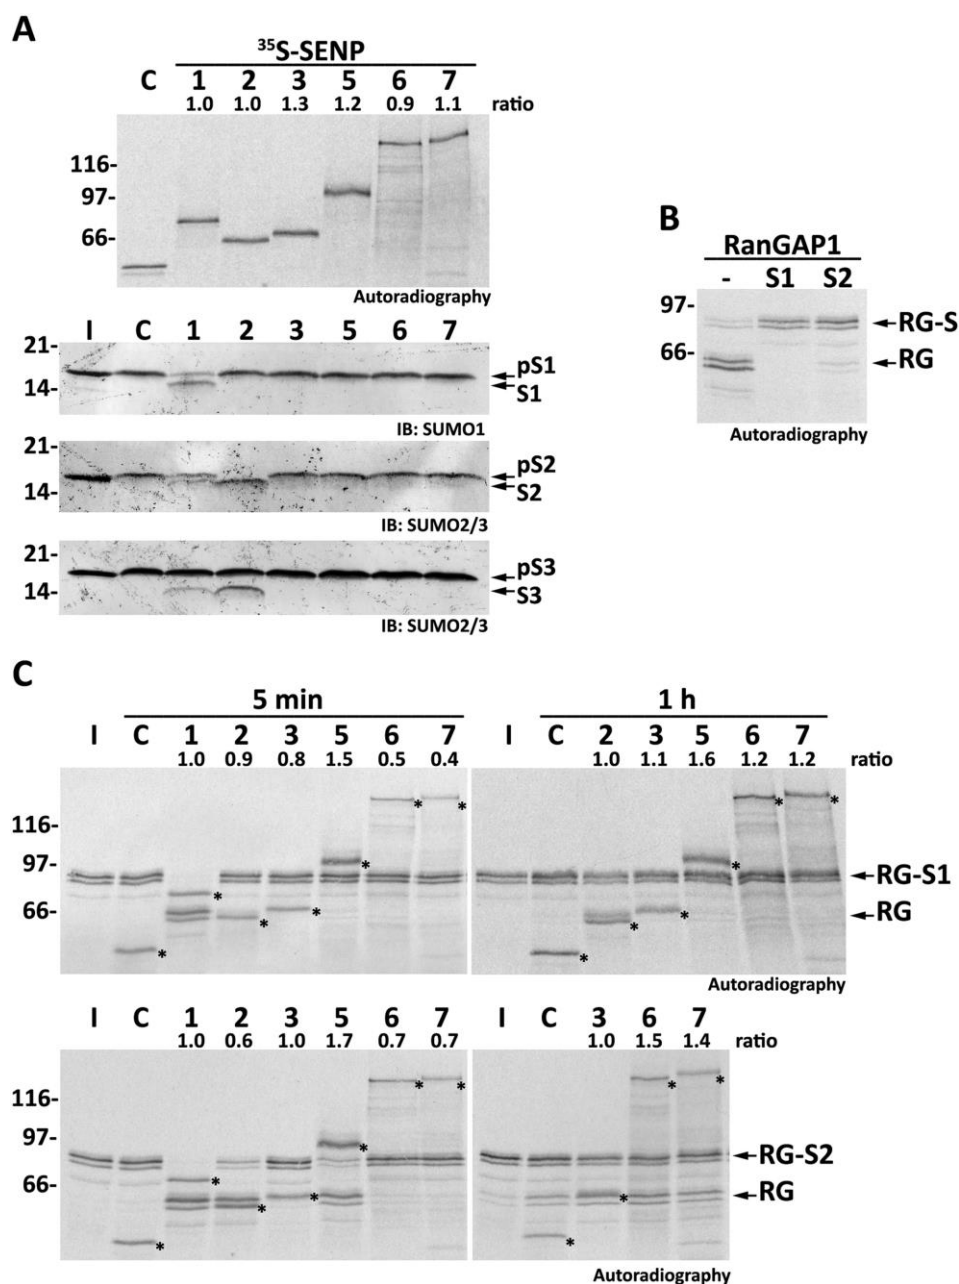 A
35S-SENP
C 1 2 3 5 6 7
1.0 1.0 1.3 1.2 0.9 1.1 ratio
116-
97-
66-
Autoradiography
I C 1 2 3 5 6 7
21-
pS1
14-
S1
IB: SUMO1
21-
pS2
14-
S2
IB: SUMO2/3
21-
pS3
14-
S3
IB: SUMO2/3
B
RanGAP1
- S1 S2
97-
RG-S
66-
RG
Autoradiography
C
5 min 1 h
I C 1 2 3 5 6 7 I C 2 3 5 6 7
1.0 0.9 0.8 1.5 0.5 0.4 1.0 1.1 1.6 1.2 1.2 ratio
116-
97-
RG-S1
66-
RG
Autoradiography
I C 1 2 3 5 6 7 I C 3 6 7
1.0 0.6 1.0 1.7 0.7 0.7 1.0 1.5 1.4 ratio
116-
97-
RG-S2
66-
RG
Autoradiography